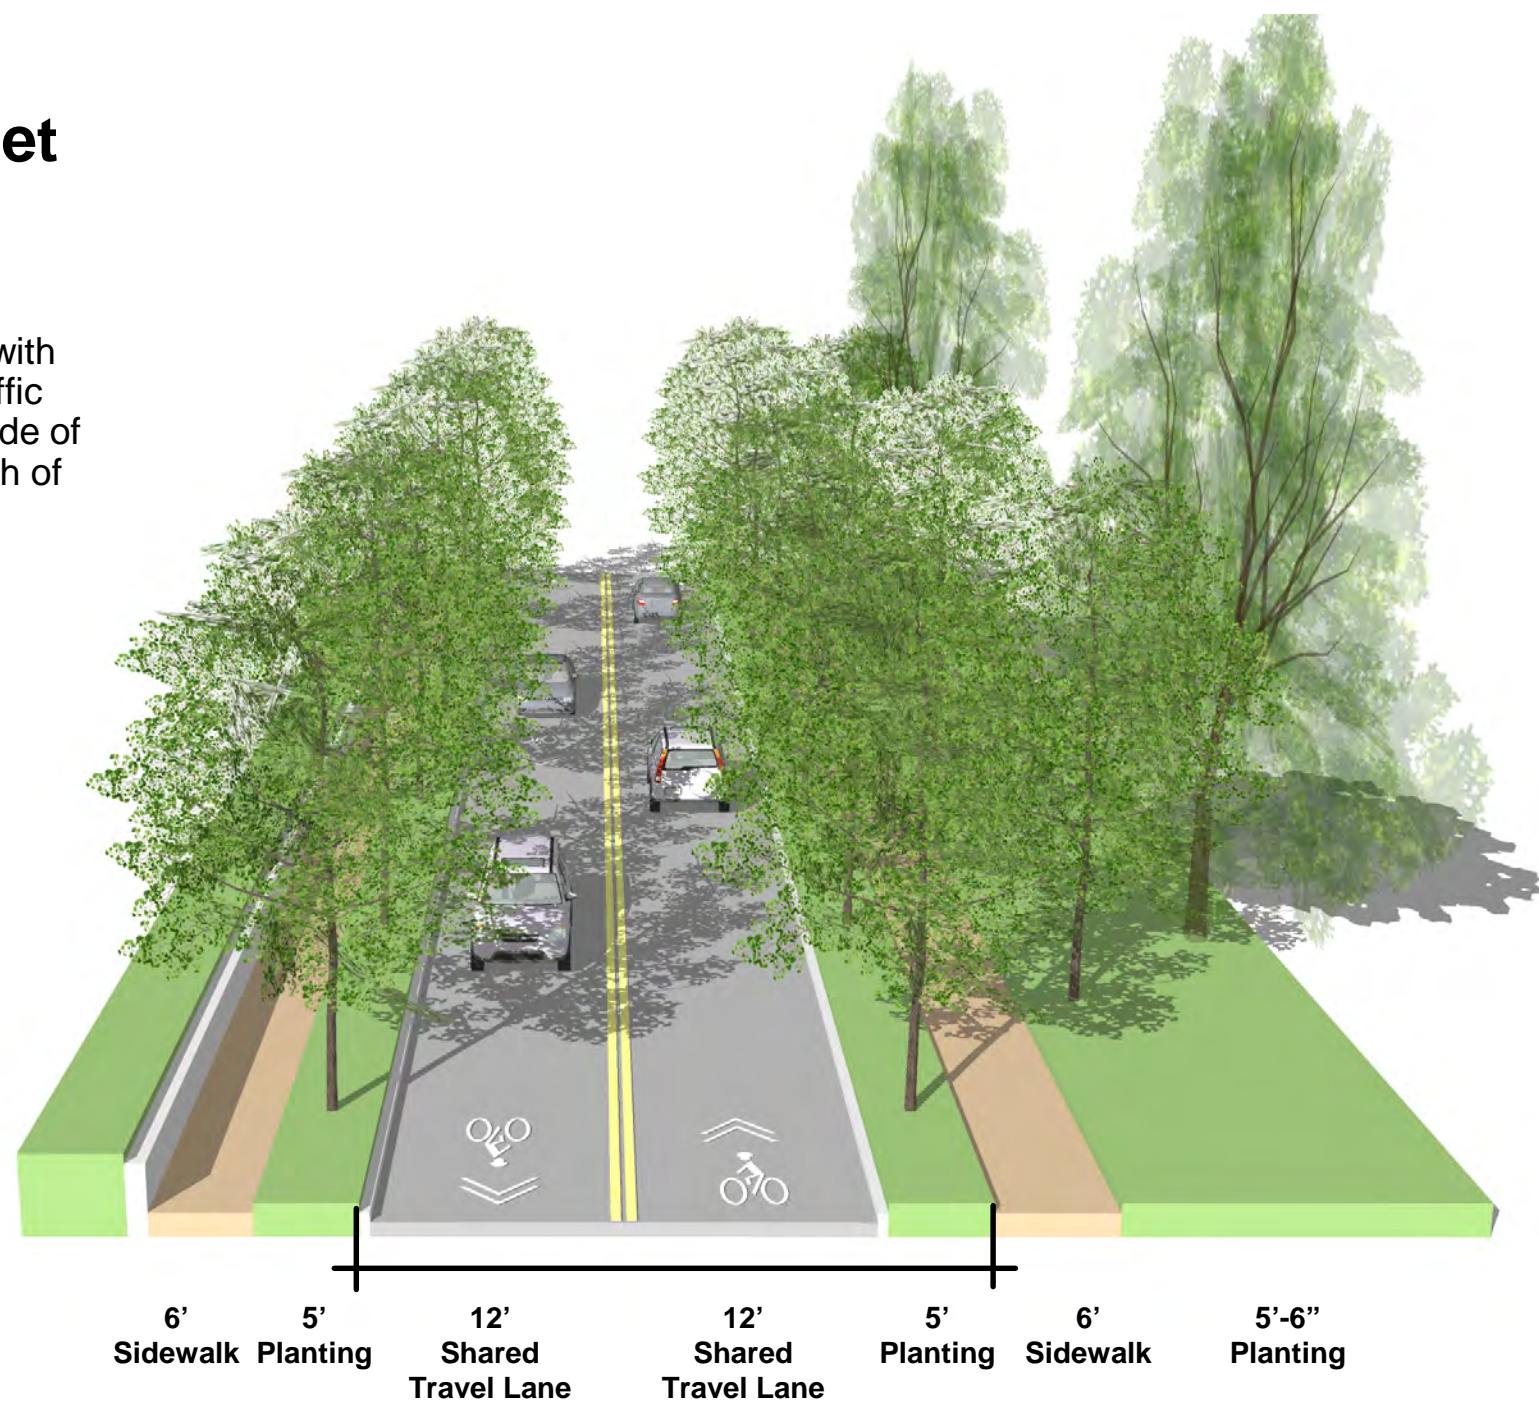 et
with
ffic
de of
h of
6’ 5’ 12’ 12’ 5’ 6’ 5’-6”
Sidewalk Planting Shared Shared Planting Sidewalk Planting
Travel Lane Travel Lane